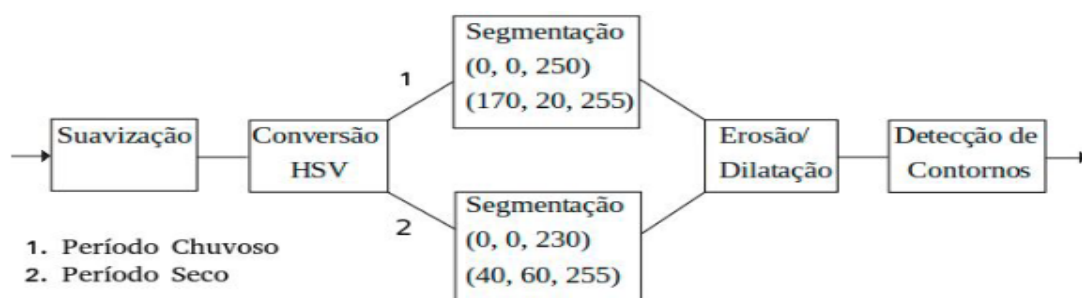 Suavização
Conversão
HSV
1
Segmentação
(0, 0, 250)
(170, 20, 255)
2
Segmentação
(0, 0, 230)
(40, 60, 255)
Erosão/
Dilatação
Detecção de
Contornos
1. Período Chuvoso
2. Período Seco